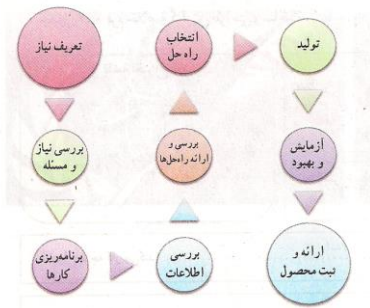 تعریف نیاز
بررسی نیاز
و مسئله
برنامه‌ریزی
کارها
بررسی
اطلاعات
بررسی و
ارائه راه‌حل‌ها
انتخاب
راه حل
تولید
آزمایش
و بهبود
ارائه و
ثبت محصول